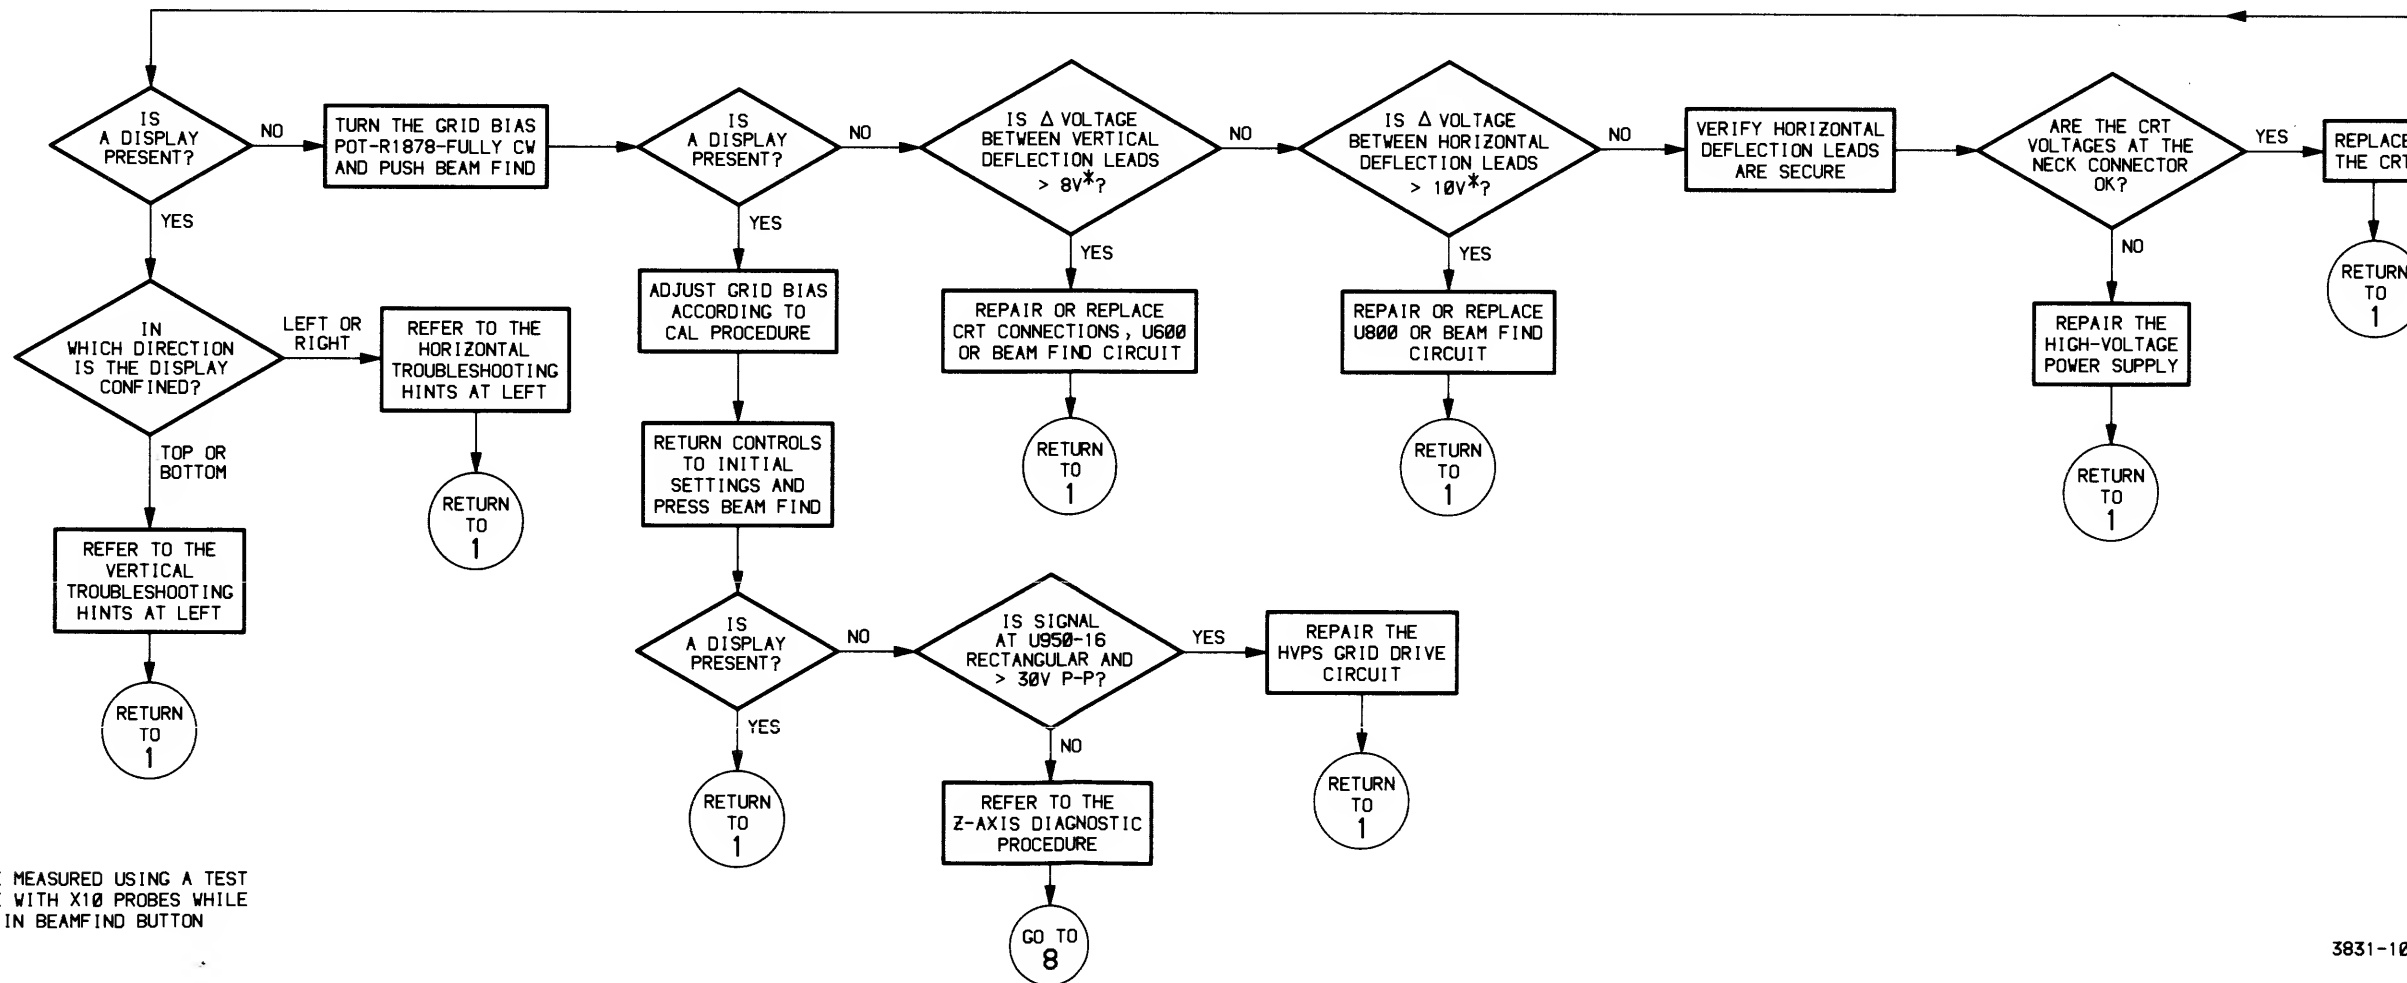 IS
A DISPLAY
PRESENT?
NO
YES
TURN THE GRID BIAS
POT-R1878-FULLY CW
AND PUSH BEAM FIND
IS
A DISPLAY
PRESENT?
NO
YES
IS Δ VOLTAGE
BETWEEN VERTICAL
DEFLECTION LEADS
> 8V*?
NO
YES
IS Δ VOLTAGE
BETWEEN HORIZONTAL
DEFLECTION LEADS
> 10V*?
NO
YES
VERIFY HORIZONTAL
DEFLECTION LEADS
ARE SECURE
ARE THE CRT
VOLTAGES AT THE
NECK CONNECTOR
OK?
YES
NO
REPLACE
THE CRT
RETURN
TO
1
IN
WHICH DIRECTION
IS THE DISPLAY
CONFINED?
LEFT OR
RIGHT
TOP OR
BOTTOM
REFER TO THE
HORIZONTAL
TROUBLESHOOTING
HINTS AT LEFT
RETURN
TO
1
ADJUST GRID BIAS
ACCORDING TO
CAL PROCEDURE
RETURN CONTROLS
TO INITIAL
SETTINGS AND
PRESS BEAM FIND
REPAIR OR REPLACE
CRT CONNECTIONS, U600
OR BEAM FIND CIRCUIT
RETURN
TO
1
REPAIR OR REPLACE
U800 OR BEAM FIND
CIRCUIT
RETURN
TO
1
REPAIR THE
HIGH-VOLTAGE
POWER SUPPLY
RETURN
TO
1
REFER TO THE
VERTICAL
TROUBLESHOOTING
HINTS AT LEFT
RETURN
TO
1
IS
A DISPLAY
PRESENT?
NO
YES
RETURN
TO
1
IS SIGNAL
AT U950-16
RECTANGULAR AND
> 30V P-P?
YES
NO
REPAIR THE
HVPS GRID DRIVE
CIRCUIT
RETURN
TO
1
REFER TO THE
Z-AXIS DIAGNOSTIC
PROCEDURE
GO TO
8
MEASURED USING A TEST
WITH X10 PROBES WHILE
IN BEAMFIND BUTTON
3831-10